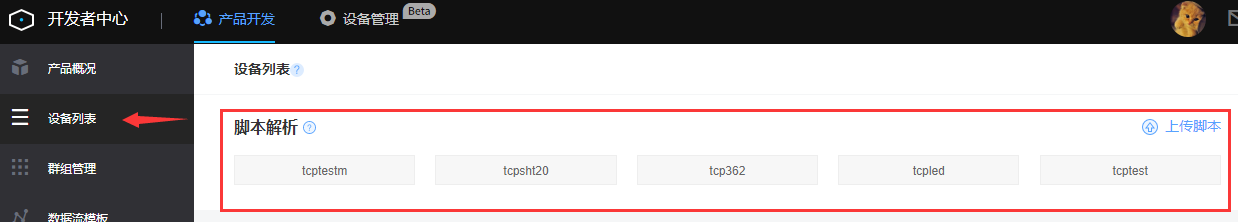 开发者中心
产品开发
设备管理
Beta
产品概况
设备列表
群组管理
数据流模板
设备列表?
脚本解析?
上传脚本
tcptestm
tcpsht20
tcp362
tcpled
tcptest